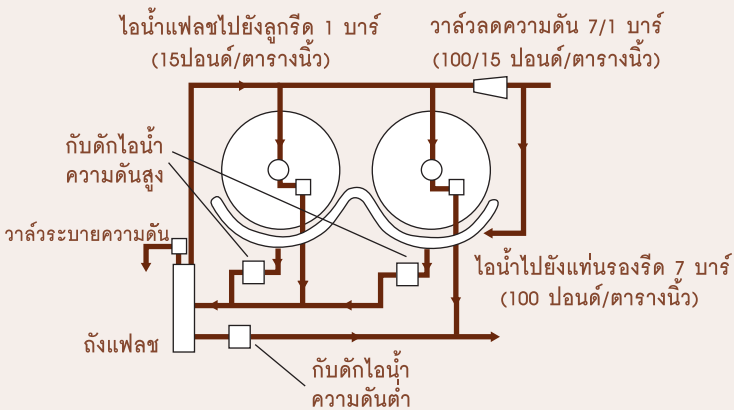 ไอน้ำแฟลชไปยังลูกรีด 1 บาร์
(15ปอนด์/ตารางนิ้ว)
วาล์วลดความดัน 7/1 บาร์
(100/15 ปอนด์/ตารางนิ้ว)
กับดักไอน้ำ
ความดันสูง
วาล์วระบายความดัน
ไอน้ำไปยังแท่นรองรีด 7 บาร์
(100 ปอนด์/ตารางนิ้ว)
ถังแฟลช
กับดักไอน้ำ
ความดันต่ำ